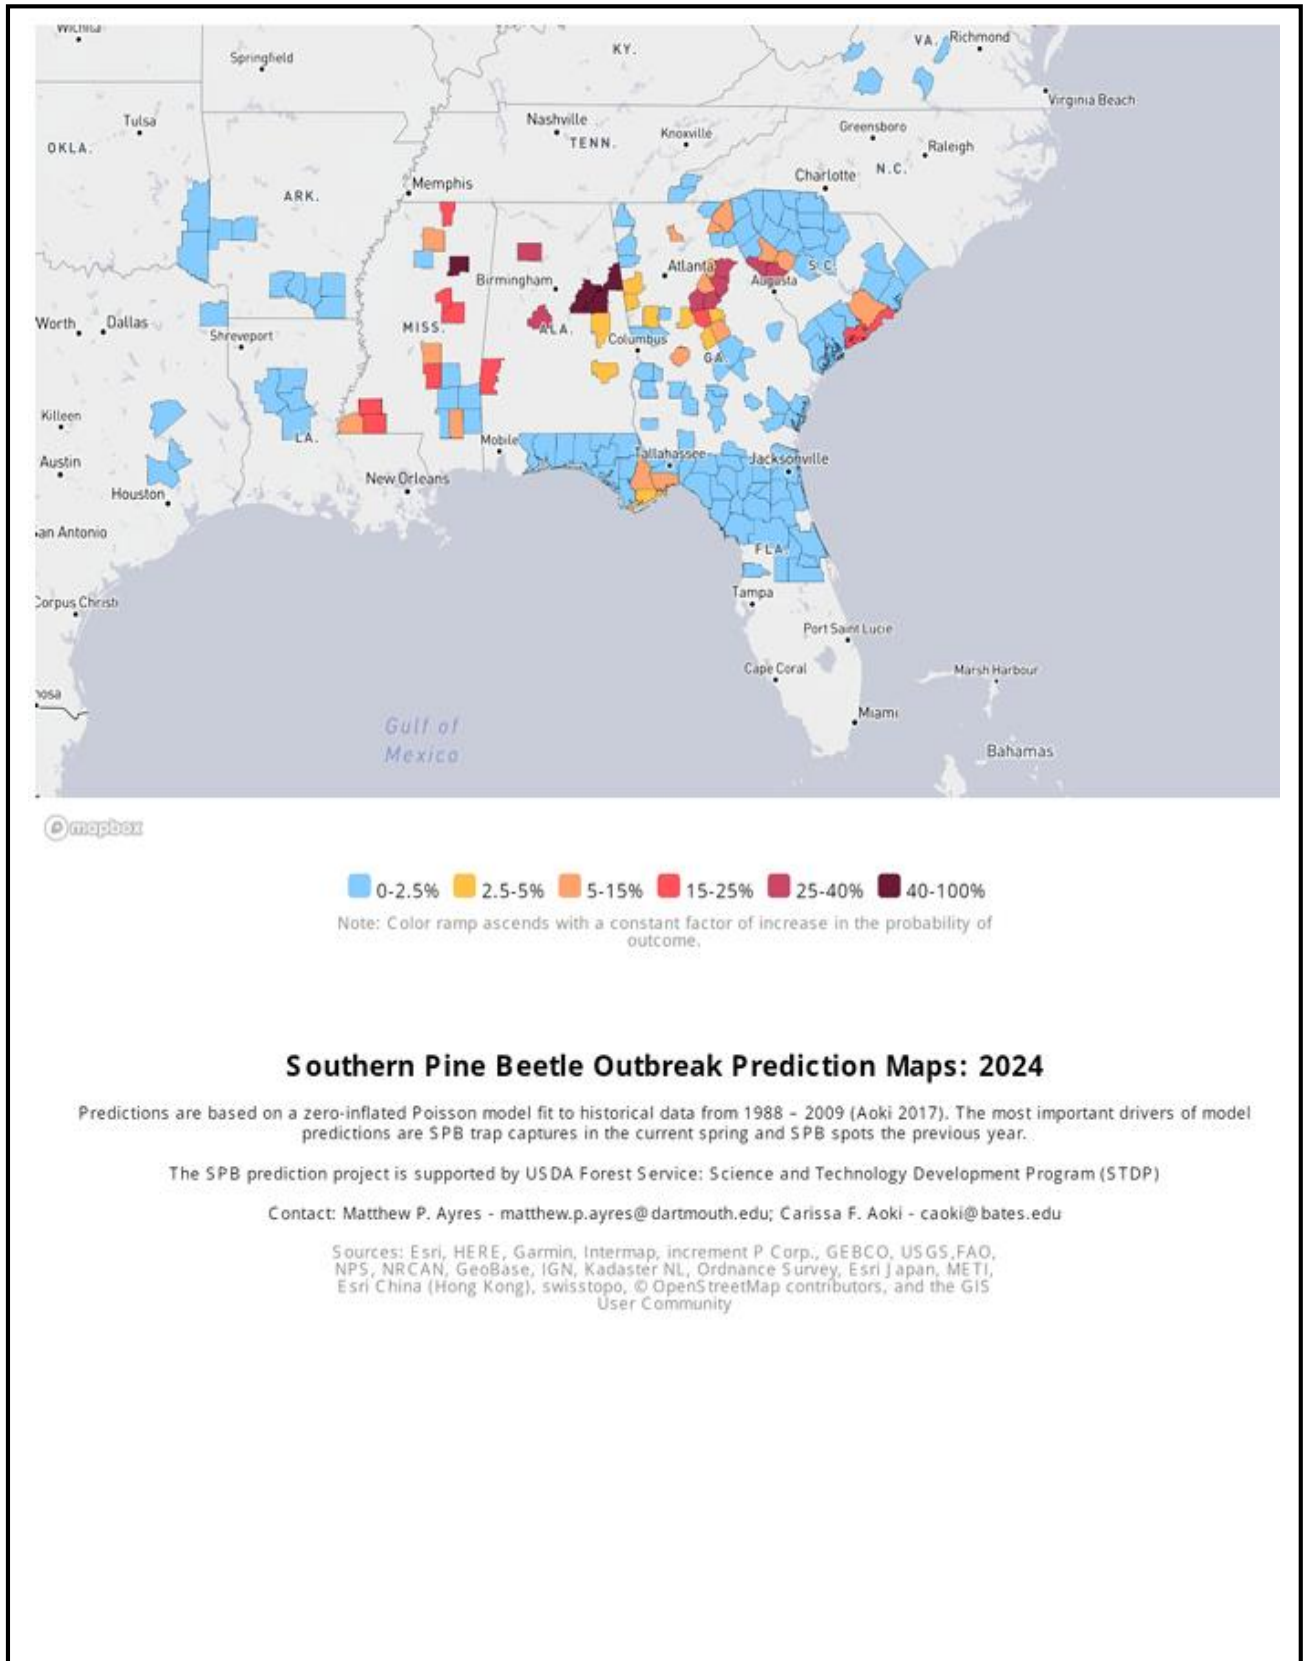 Wichita
Springfield
KY.
VA.
Richmond
Virginia Beach
Tulsa
Nashville
Knoxville
Greensboro
OKLA.
TENN.
Raleigh
N.C.
Charlotte
Memphis
ARK.
Atlanta
S.C.
Birmingham
Augusta
Worth
Dallas
MISS.
ALA.
Shreveport
Columbus
GA.
Killeen
LA.
Mobile
Tallahassee
Jacksonville
Austin
New Orleans
Houston
an Antonio
FLA.
Tampa
Corpus Christi
Port Saint Lucie
Cape Coral
Marsh Harbour
nosa
Miami
Gulf of
Mexico
Bahamas
mapbox
0-2.5% 2.5-5% 5-15% 15-25% 25-40% 40-100%
Note: Color ramp ascends with a constant factor of increase in the probability of
outcome.
Southern Pine Beetle Outbreak Prediction Maps: 2024
Predictions are based on a zero-inflated Poisson model fit to historical data from 1988 – 2009 (Aoki 2017). The most important drivers of model
predictions are SPB trap captures in the current spring and SPB spots the previous year.
The SPB prediction project is supported by USDA Forest Service: Science and Technology Development Program (STDP)
Contact: Matthew P. Ayres - matthew.p.ayres@dartmouth.edu; Carissa F. Aoki - caoki@bates.edu
Sources: Esri, HERE, Garmin, Intermap, increment P Corp., GEBCO, USGS,FAO,
NPS, NRCAN, GeoBase, IGN, Kadaster NL, Ordnance Survey, Esri Japan, METI,
Esri China (Hong Kong), swisstopo, © OpenStreetMap contributors, and the GIS
User Community